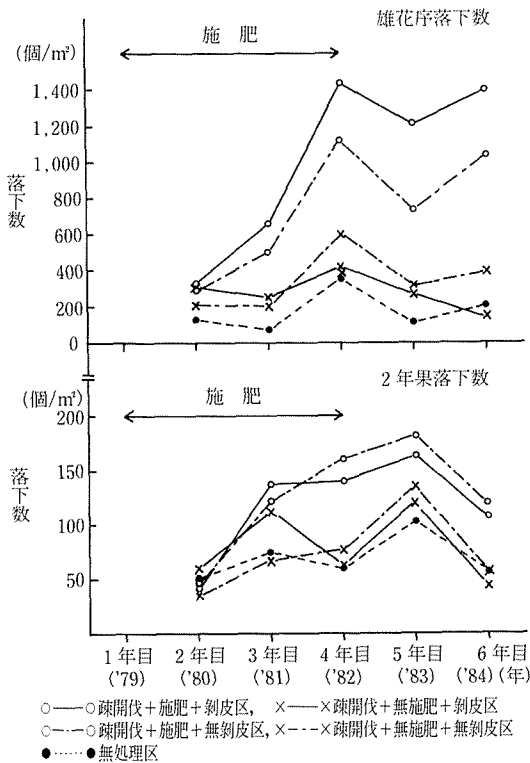 雄花序落下数
施 肥
(個/m²)
1,400
1,200
1,000
800
600
400
200
0
落下数
2年果落下数
施 肥
(個/m²)
200
150
100
50
落下数
1年目 2年目 3年目 4年目 5年目 6年目
('79) ('80) ('81) ('82) ('83) ('84)(年)
○──○疎開伐+施肥+剝皮区, ×──×疎開伐+無施肥+剝皮区
○─·─○疎開伐+施肥+無剝皮区, ×─·─×疎開伐+無施肥+無剝皮区
●······●無処理区